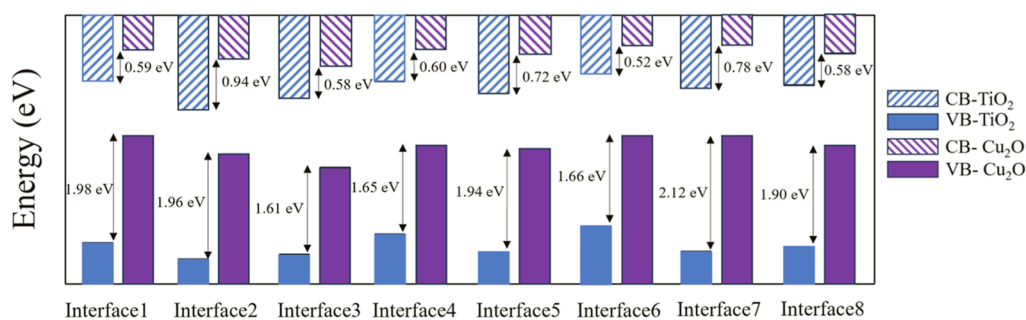 Energy (eV)
0.59 eV
0.94 eV
0.58 eV
0.60 eV
0.72 eV
0.52 eV
0.78 eV
0.58 eV
1.98 eV
1.96 eV
1.61 eV
1.65 eV
1.94 eV
1.66 eV
2.12 eV
1.90 eV
CB-TiO₂
VB-TiO₂
CB- Cu₂O
VB- Cu₂O
Interface1 Interface2 Interface3 Interface4 Interface5 Interface6 Interface7 Interface8